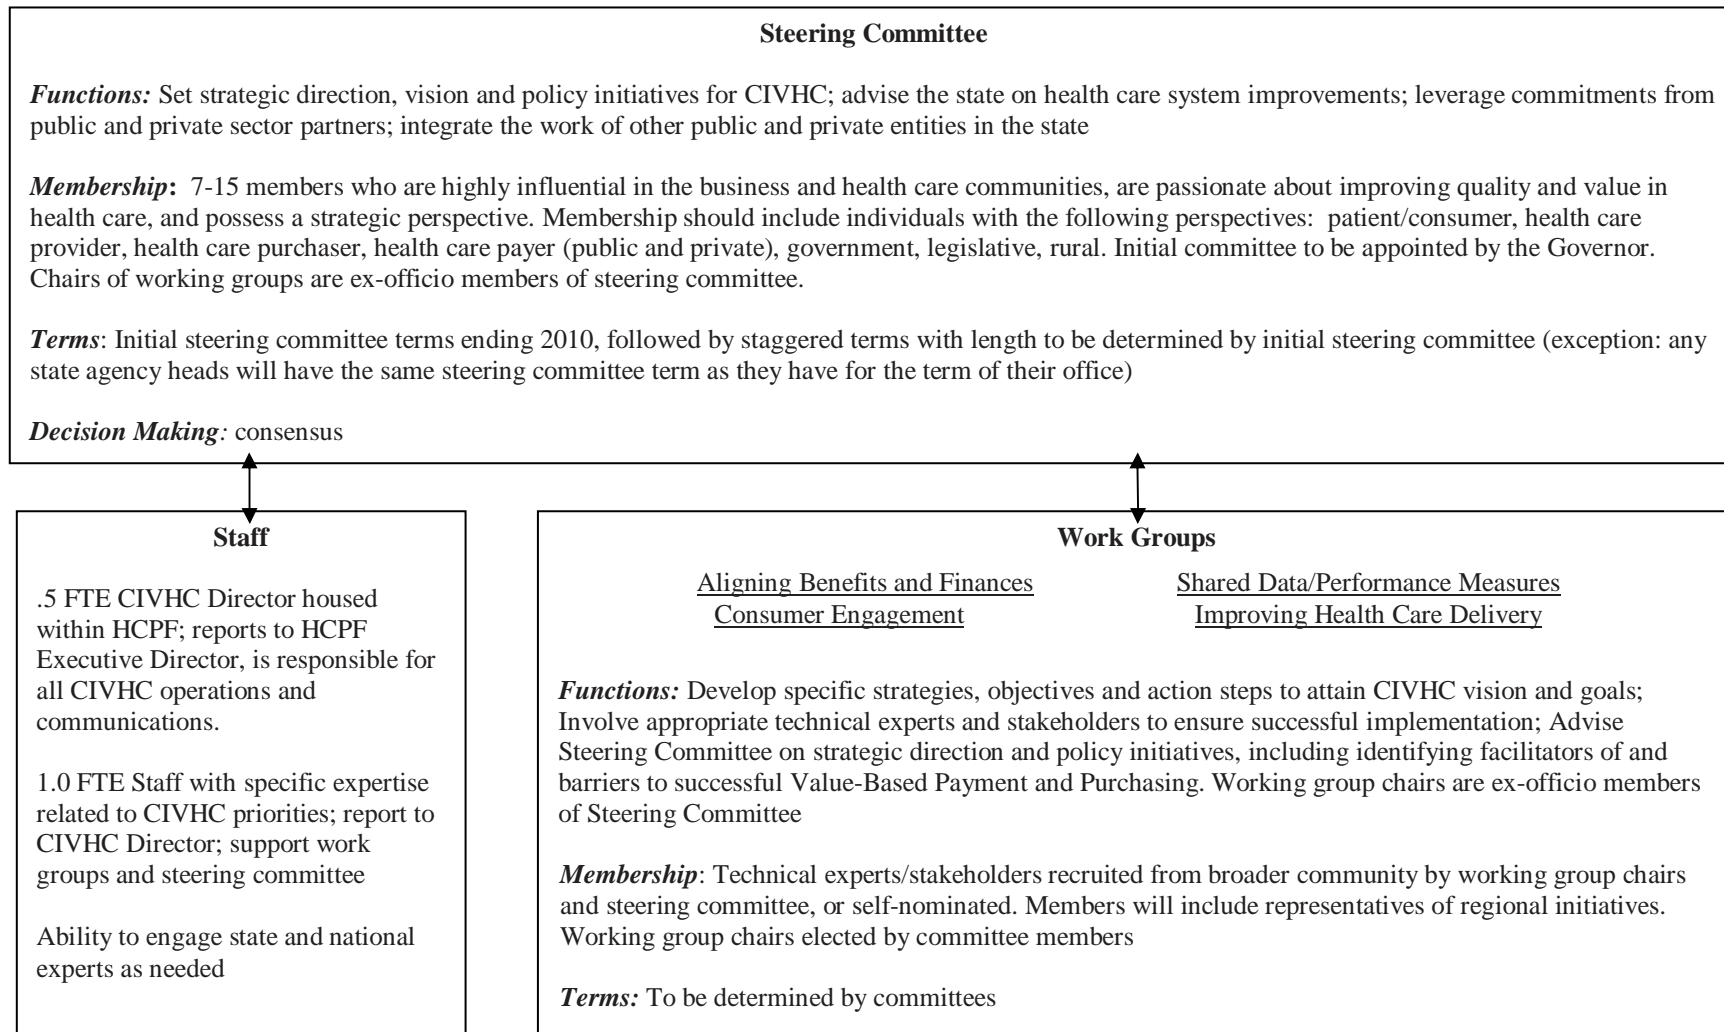 Steering Committee
Functions: Set strategic direction, vision and policy initiatives for CIVHC; advise the state on health care system improvements; leverage commitments from
public and private sector partners; integrate the work of other public and private entities in the state
Membership:  7-15 members who are highly influential in the business and health care communities, are passionate about improving quality and value in
health care, and possess a strategic perspective. Membership should include individuals with the following perspectives:  patient/consumer, health care
provider, health care purchaser, health care payer (public and private), government, legislative, rural. Initial committee to be appointed by the Governor.
Chairs of working groups are ex-officio members of steering committee.
Terms: Initial steering committee terms ending 2010, followed by staggered terms with length to be determined by initial steering committee (exception: any
state agency heads will have the same steering committee term as they have for the term of their office)
Decision Making: consensus
Staff
.5 FTE CIVHC Director housed
within HCPF; reports to HCPF
Executive Director, is responsible for
all CIVHC operations and
communications.
1.0 FTE Staff with specific expertise
related to CIVHC priorities; report to
CIVHC Director; support work
groups and steering committee
Ability to engage state and national
experts as needed
Work Groups
Aligning Benefits and Finances Shared Data/Performance Measures
Consumer Engagement Improving Health Care Delivery
Functions: Develop specific strategies, objectives and action steps to attain CIVHC vision and goals;
Involve appropriate technical experts and stakeholders to ensure successful implementation; Advise
Steering Committee on strategic direction and policy initiatives, including identifying facilitators of and
barriers to successful Value-Based Payment and Purchasing. Working group chairs are ex-officio members
of Steering Committee
Membership: Technical experts/stakeholders recruited from broader community by working group chairs
and steering committee, or self-nominated. Members will include representatives of regional initiatives.
Working group chairs elected by committee members
Terms: To be determined by committees